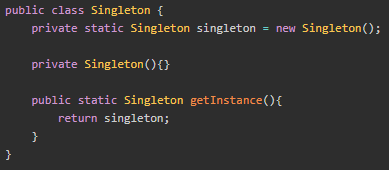 public class Singleton {
    private static Singleton singleton = new Singleton();
    private Singleton(){}
    public static Singleton getInstance(){
        return singleton;
    }
}